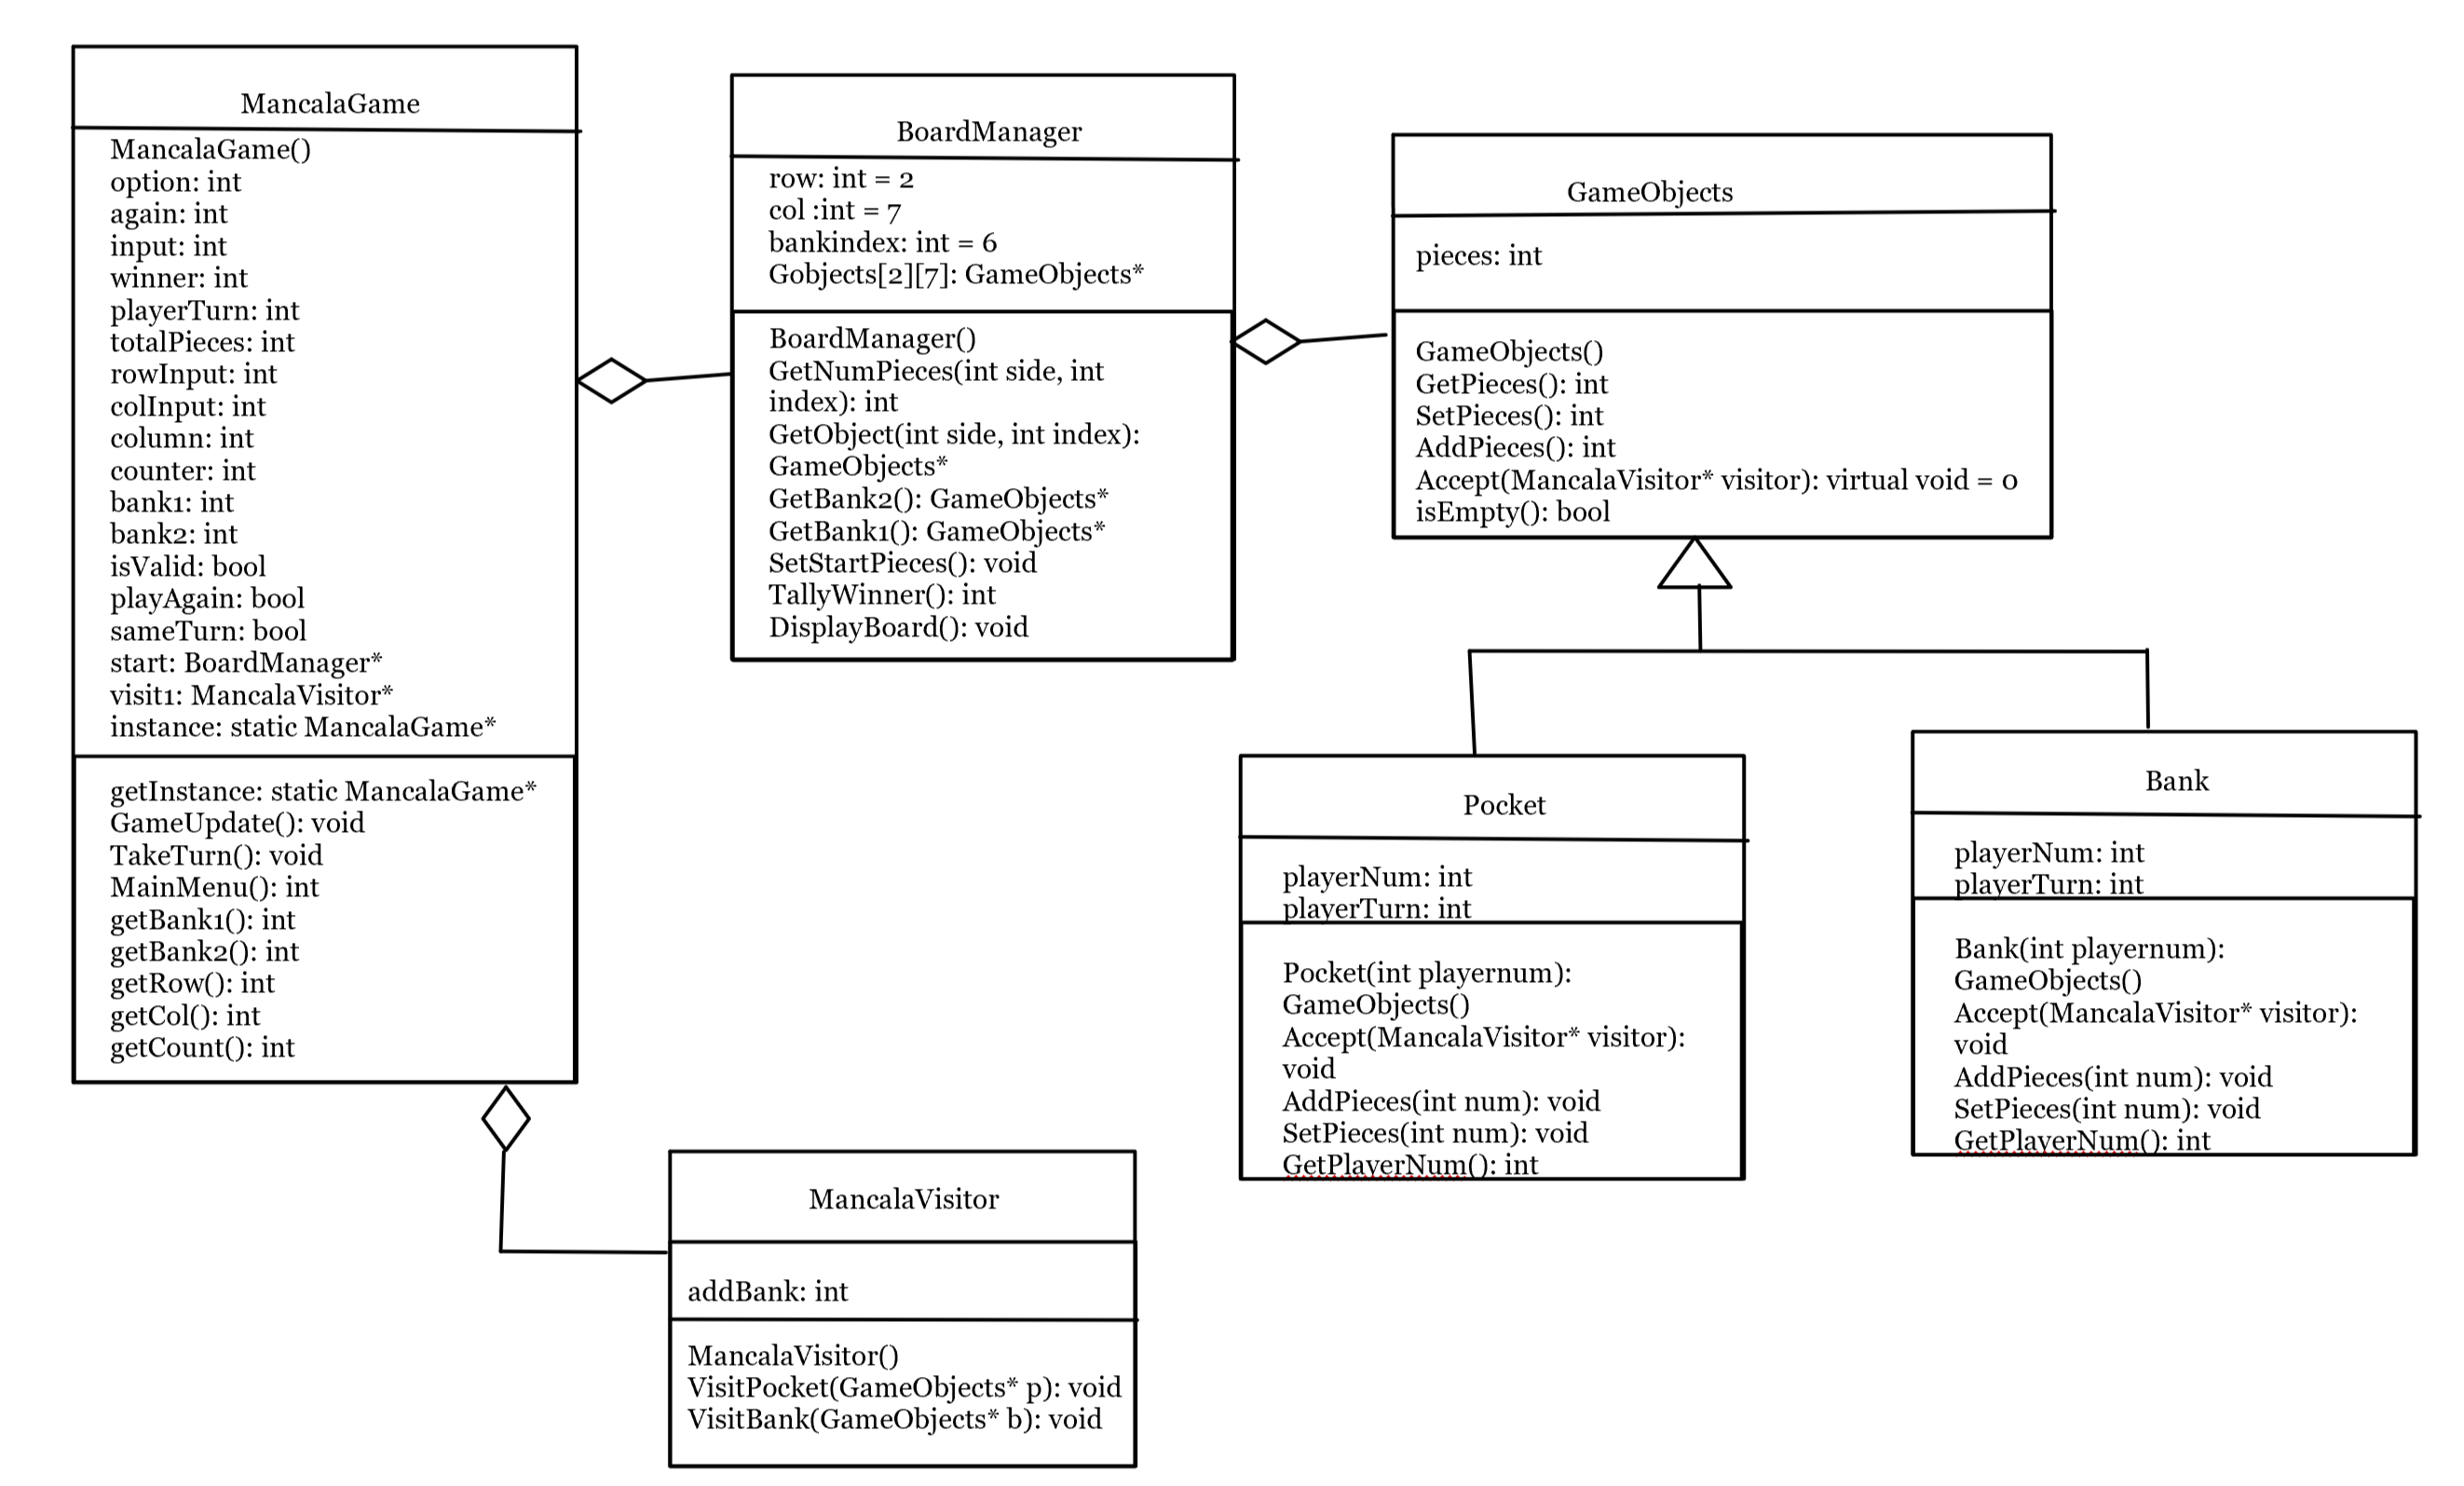 MancalaGame
MancalaGame()
option: int
again: int
input: int
winner: int
playerTurn: int
totalPieces: int
rowInput: int
colInput: int
column: int
counter: int
bank1: int
bank2: int
isValid: bool
playAgain: bool
sameTurn: bool
start: BoardManager*
visit1: MancalaVisitor*
instance: static MancalaGame*
getInstance: static MancalaGame*
GameUpdate(): void
TakeTurn(): void
MainMenu(): int
getBank1(): int
getBank2(): int
getRow(): int
getCol(): int
getCount(): int
BoardManager
row: int = 2
col :int = 7
bankindex: int = 6
Gobjects[2][7]: GameObjects*
BoardManager()
GetNumPieces(int side, int
index): int
GetObject(int side, int index):
GameObjects*
GetBank2(): GameObjects*
GetBank1(): GameObjects*
SetStartPieces(): void
TallyWinner(): int
DisplayBoard(): void
GameObjects
pieces: int
GameObjects()
GetPieces(): int
SetPieces(): int
AddPieces(): int
Accept(MancalaVisitor* visitor): virtual void = 0
isEmpty(): bool
Pocket
playerNum: int
playerTurn: int
Pocket(int playernum):
GameObjects()
Accept(MancalaVisitor* visitor):
void
AddPieces(int num): void
SetPieces(int num): void
GetPlayerNum(): int
Bank
playerNum: int
playerTurn: int
Bank(int playernum):
GameObjects()
Accept(MancalaVisitor* visitor):
void
AddPieces(int num): void
SetPieces(int num): void
GetPlayerNum(): int
MancalaVisitor
addBank: int
MancalaVisitor()
VisitPocket(GameObjects* p): void
VisitBank(GameObjects* b): void